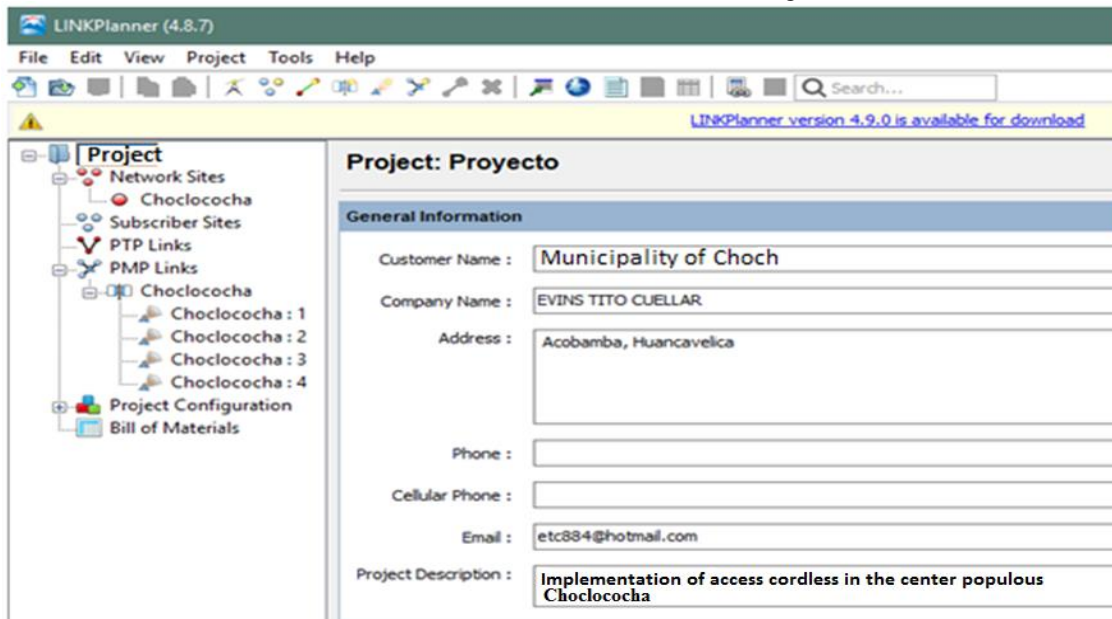 LINKPlanner (4.8.7)
File Edit View Project Tools Help
Search...
LINKPlanner version 4.9.0 is available for download
Project
Network Sites
Choclococha
Subscriber Sites
PTP Links
PMP Links
Choclococha
Choclococha : 1
Choclococha : 2
Choclococha : 3
Choclococha : 4
Project Configuration
Bill of Materials
Project: Proyecto
General Information
Customer Name : Municipality of Choch
Company Name : EVINS TITO CUELLAR
Address : Acobamba, Huancavelica
Phone :
Cellular Phone :
Email : etc884@hotmail.com
Project Description : Implementation of access cordless in the center populous
Choclococha